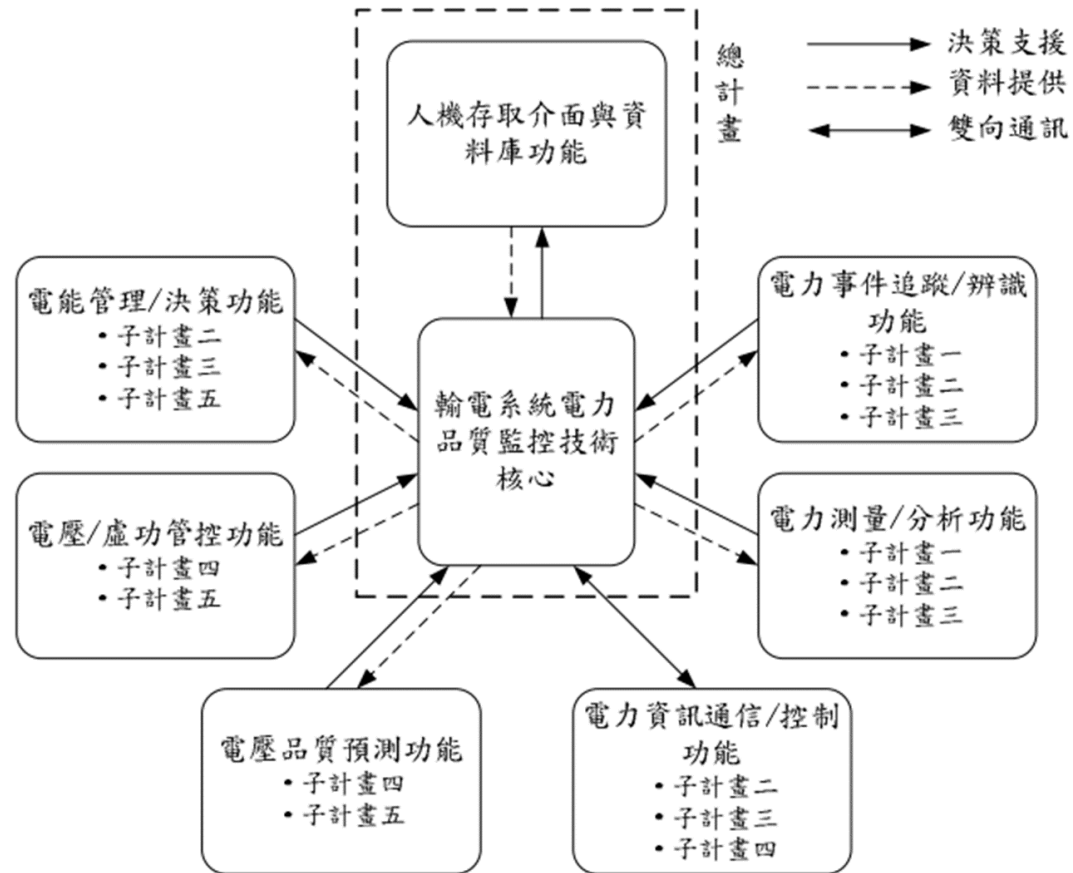 人機存取介面與資
料庫功能
總
計
畫
決策支援
資料提供
雙向通訊
電能管理/決策功能
• 子計畫二
• 子計畫三
• 子計畫五
輸電系統電力
品質監控技術
核心
電力事件追蹤/辨識
功能
• 子計畫一
• 子計畫二
• 子計畫三
電壓/虛功管控功能
• 子計畫四
• 子計畫五
電力測量/分析功能
• 子計畫一
• 子計畫二
• 子計畫三
電壓品質預測功能
• 子計畫四
• 子計畫五
電力資訊通信/控制
功能
• 子計畫二
• 子計畫三
• 子計畫四